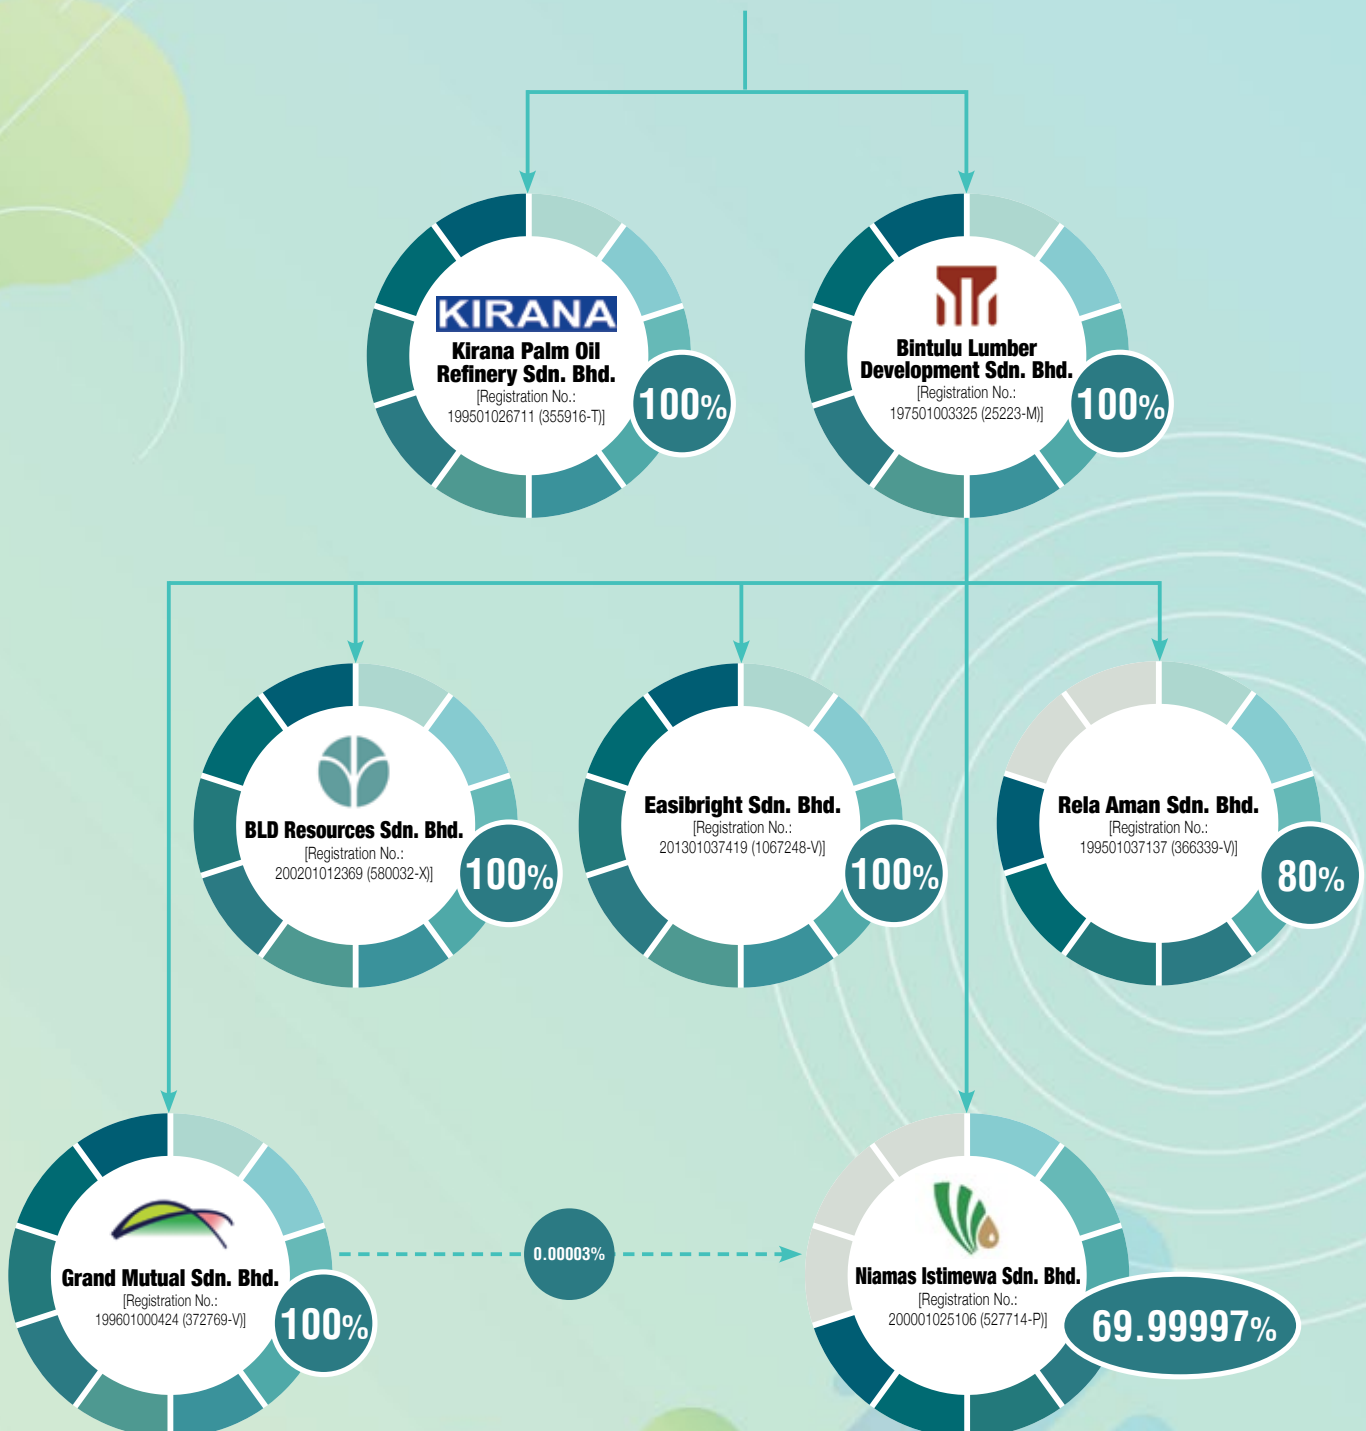 KIRANA
Kirana Palm Oil
Refinery Sdn. Bhd.
[Registration No.:
199501026711 (355916-T)]
100%
Bintulu Lumber
Development Sdn. Bhd.
[Registration No.:
197501003325 (25223-M)]
100%
BLD Resources Sdn. Bhd.
[Registration No.:
200201012369 (580032-X)]
100%
Easibright Sdn. Bhd.
[Registration No.:
201301037419 (1067248-V)]
100%
Rela Aman Sdn. Bhd.
[Registration No.:
199501037137 (366339-V)]
80%
Grand Mutual Sdn. Bhd.
[Registration No.:
199601000424 (372769-V)]
100%
0.00003%
Niamas Istimewa Sdn. Bhd.
[Registration No.:
200001025106 (527714-P)]
69.99997%